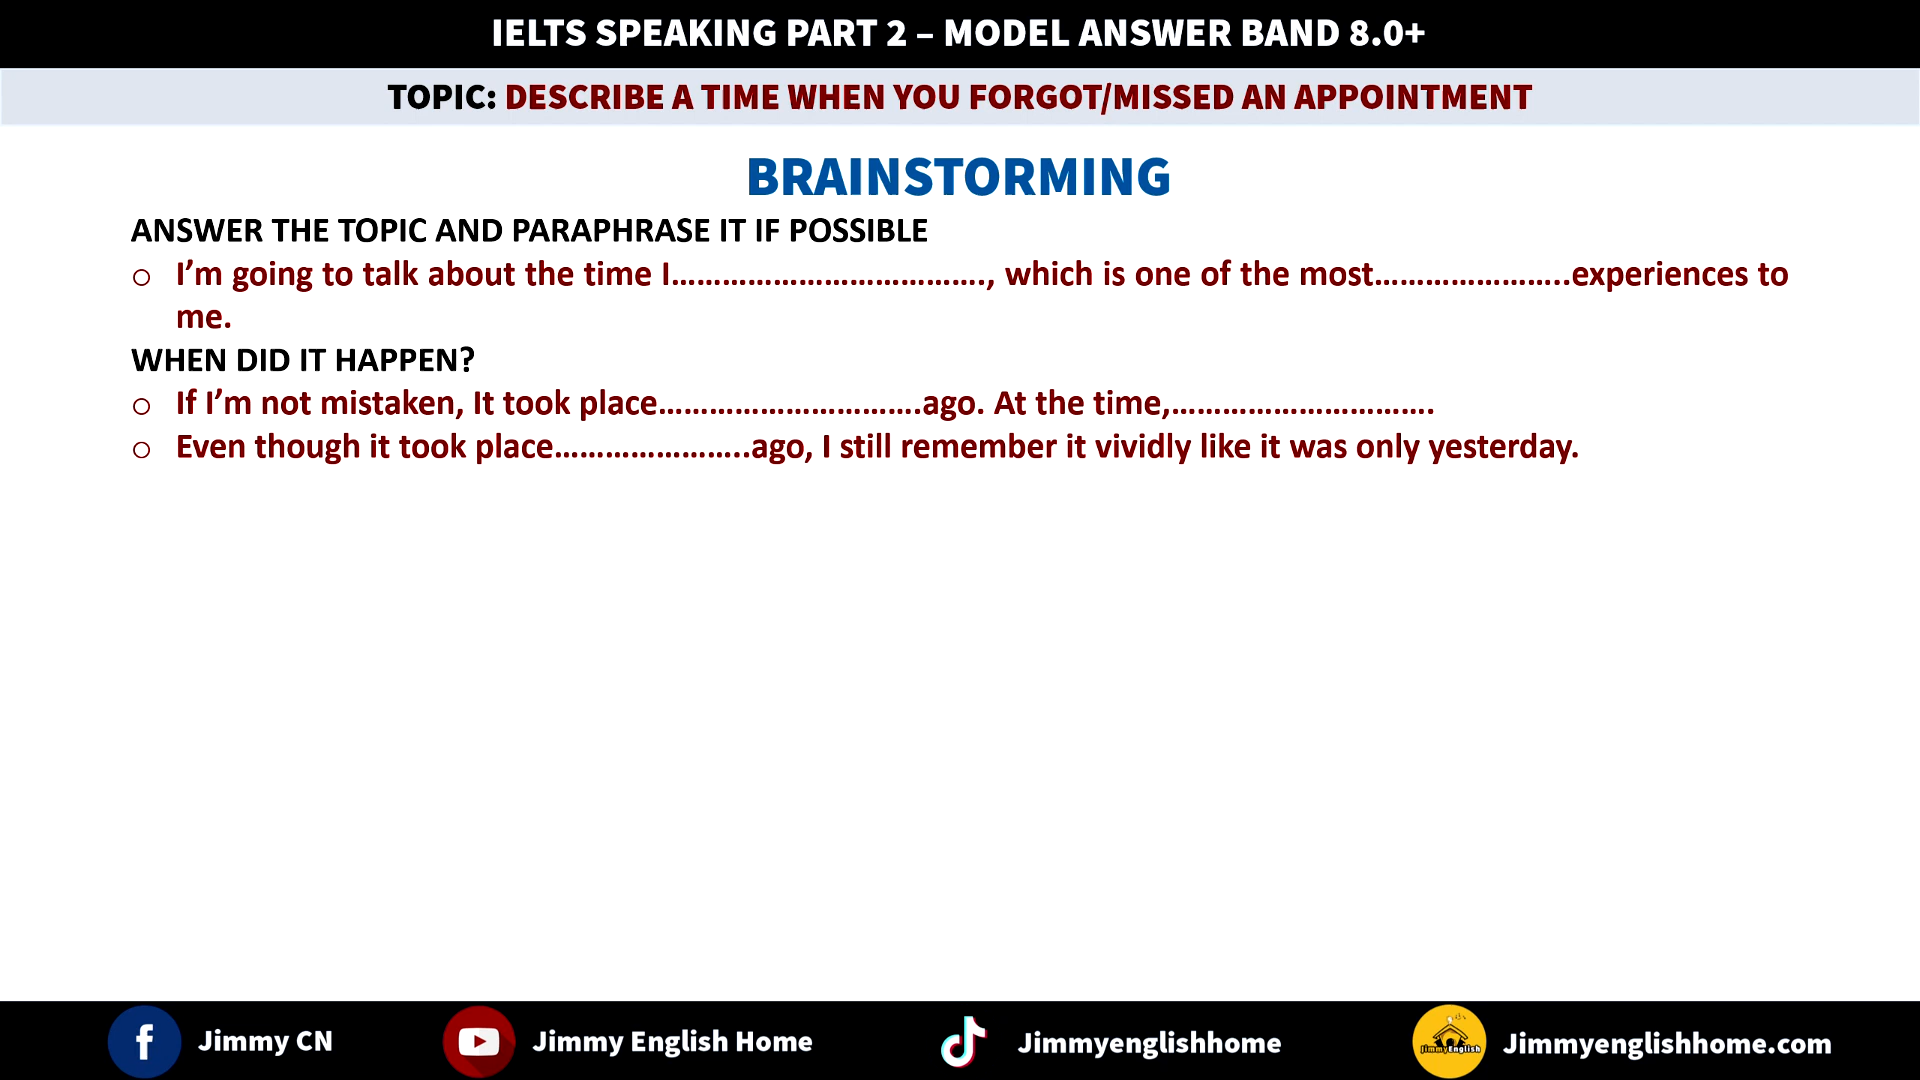 IELTS SPEAKING PART 2 – MODEL ANSWER BAND 8.0+
TOPIC: DESCRIBE A TIME WHEN YOU FORGOT/MISSED AN APPOINTMENT
BRAINSTORMING
ANSWER THE TOPIC AND PARAPHRASE IT IF POSSIBLE
o I’m going to talk about the time I………………………………., which is one of the most…………………..experiences to
me.
WHEN DID IT HAPPEN?
o If I’m not mistaken, It took place………………………….ago. At the time,………………………….
o Even though it took place…………………..ago, I still remember it vividly like it was only yesterday.
Jimmy CN
Jimmy English Home
Jimmyenglishhome
JimmyEnglish
Jimmyenglishhome.com